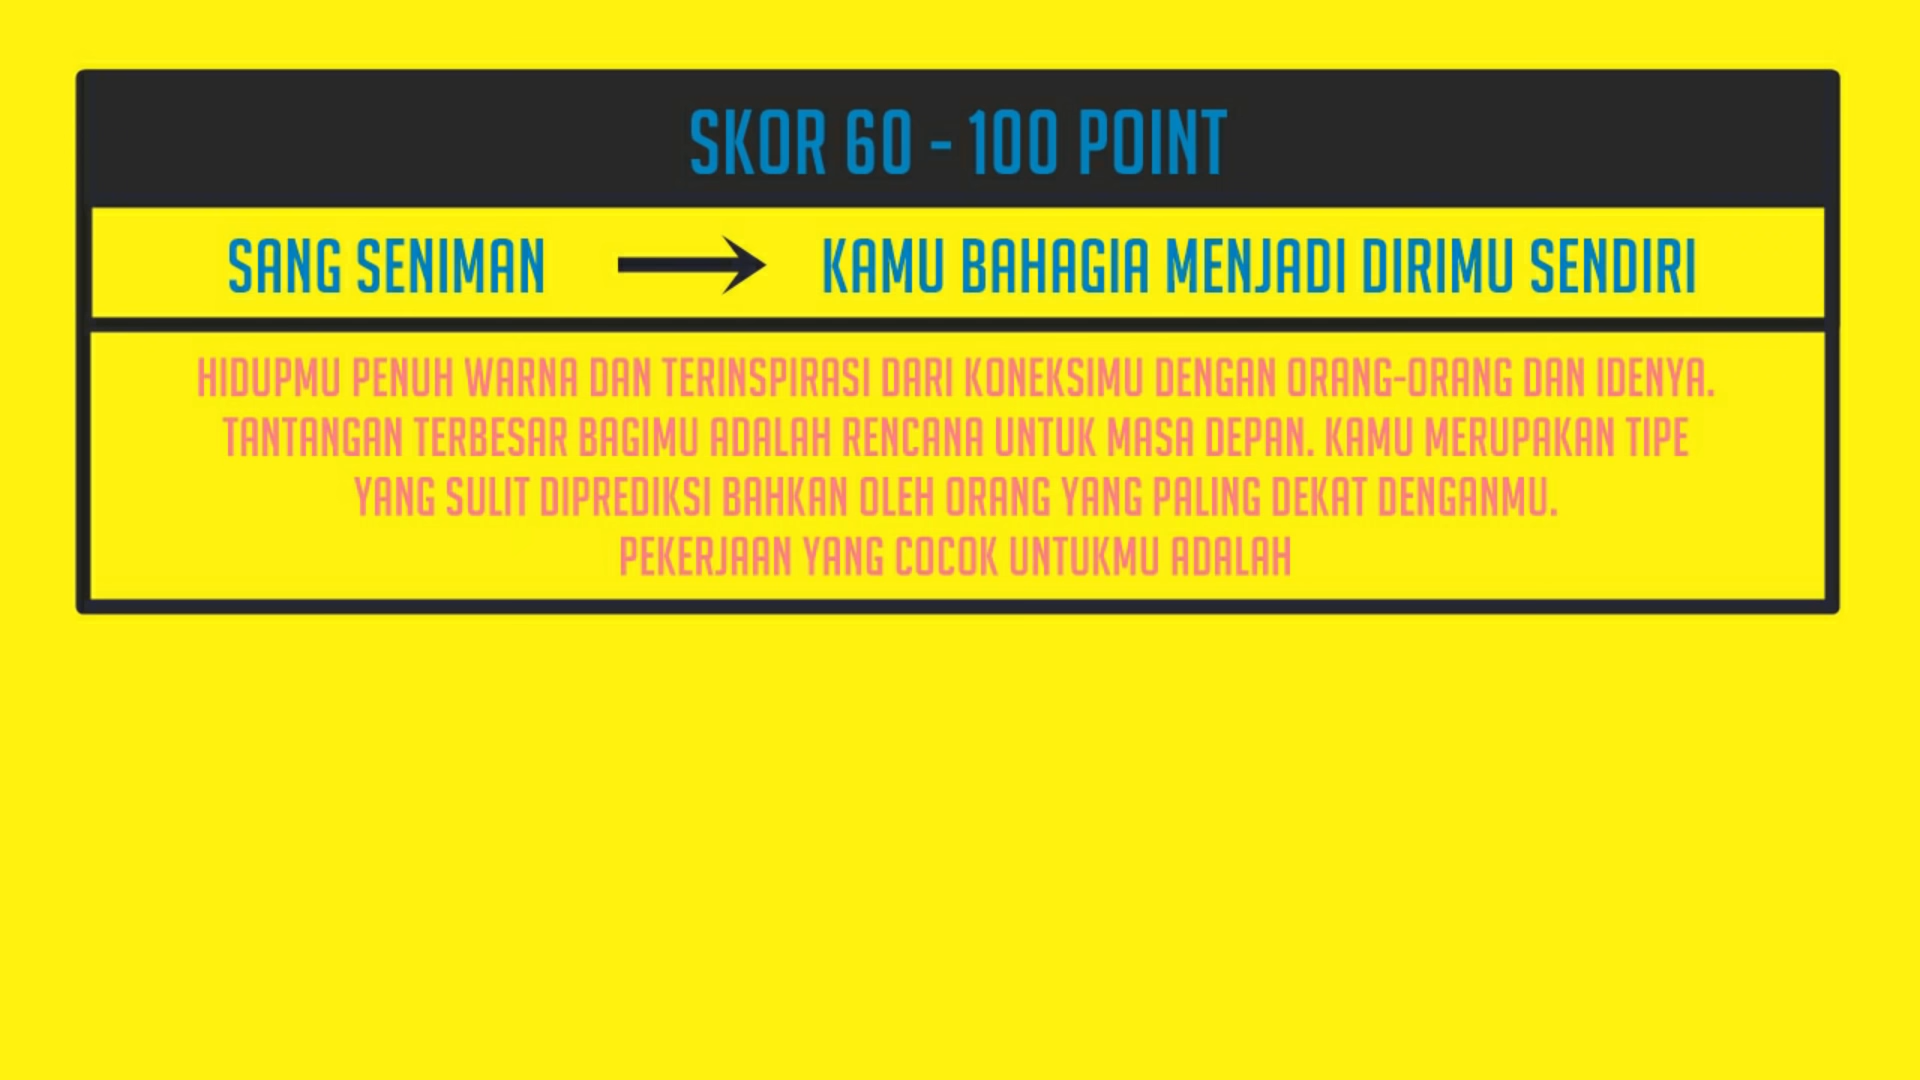 SKOR 60 - 100 POINT
SANG SENIMAN → KAMU BAHAGIA MENJADI DIRIMU SENDIRI
HIDUPMU PENUH WARNA DAN TERINSPIRASI DARI KONEKSIMU DENGAN ORANG-ORANG DAN IDENYA.
TANTANGAN TERBESAR BAGIMU ADALAH RENCANA UNTUK MASA DEPAN. KAMU MERUPAKAN TIPE
YANG SULIT DIPREDIKSI BAHKAN OLEH ORANG YANG PALING DEKAT DENGANMU.
PEKERJAAN YANG COCOK UNTUKMU ADALAH